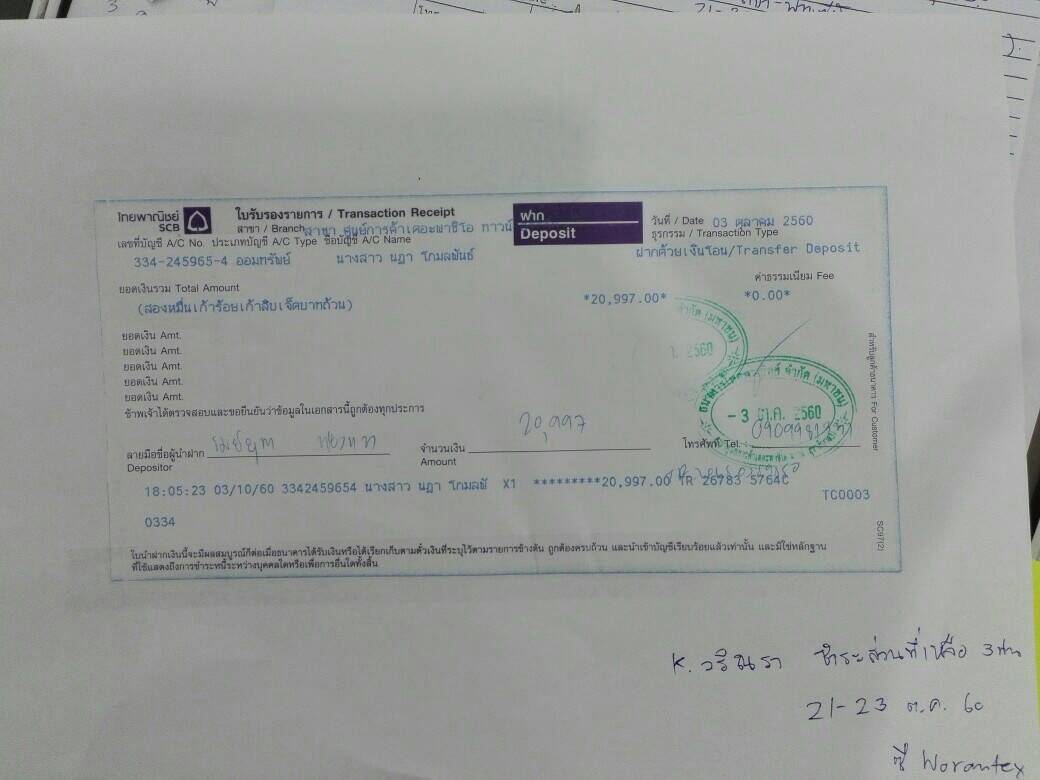 ไทยพาณิชย์ SCB
ใบรับรองรายการ / Transaction Receipt
สาขา / Branch สาขา ศูนย์การค้าเดอะพาซิโอ ทาวน์
ฝาก
Deposit
วันที่ / Date 03 ตุลาคม 2560
ธุรกรรม / Transaction Type
เลขที่บัญชี A/C No. ประเภทบัญชี A/C Type ชื่อบัญชี A/C Name
ฝากด้วยเงินโอน/Transfer Deposit
334-245965-4 ออมทรัพย์ นางสาว นฏา โกมลพันธ์
ค่าธรรมเนียม Fee
ยอดเงินรวม Total Amount
(สองหมื่นเก้าร้อยเก้าสิบเจ็ดบาทถ้วน) *20,997.00* *0.00*
ยอดเงิน Amt.
ยอดเงิน Amt.
ยอดเงิน Amt.
ยอดเงิน Amt.
ยอดเงิน Amt.
จำกัด (มหาชน)
2560
จำกัด (มหาชน)
-3 ต.ค. 2560
ข้าพเจ้าได้ตรวจสอบและขอยืนยันว่าข้อมูลในเอกสารนี้ถูกต้องทุกประการ
ลายมือชื่อผู้นำฝาก
Depositor
จำนวนเงิน 20,997
Amount
โทรศัพท์ Tel.
18:05:23 03/10/60 3342459654 นางสาว นฏา โกมลพั X1 *********20,997.00 TR 26783 5764C
TC0003
0334
ใบนำฝากเงินนี้จะมีผลสมบูรณ์ก็ต่อเมื่อธนาคารได้รับเงินหรือได้เรียกเก็บตามตั๋วเงินที่ระบุไว้ตามรายการข้างต้น ถูกต้องครบถ้วน และนำเข้าบัญชีเรียบร้อยแล้วเท่านั้น และมิใช่หลักฐาน
ที่ใช้แสดงถึงการชำระหนี้ระหว่างบุคคลใดหรือเพื่อการอื่นใดทั้งสิ้น
สำหรับลูกค้าธนาคาร For Customer
K. วริณรา ชำระส่วนที่เหลือ 3ท่าน
21-23 ต.ค. 60
ซี Worantex